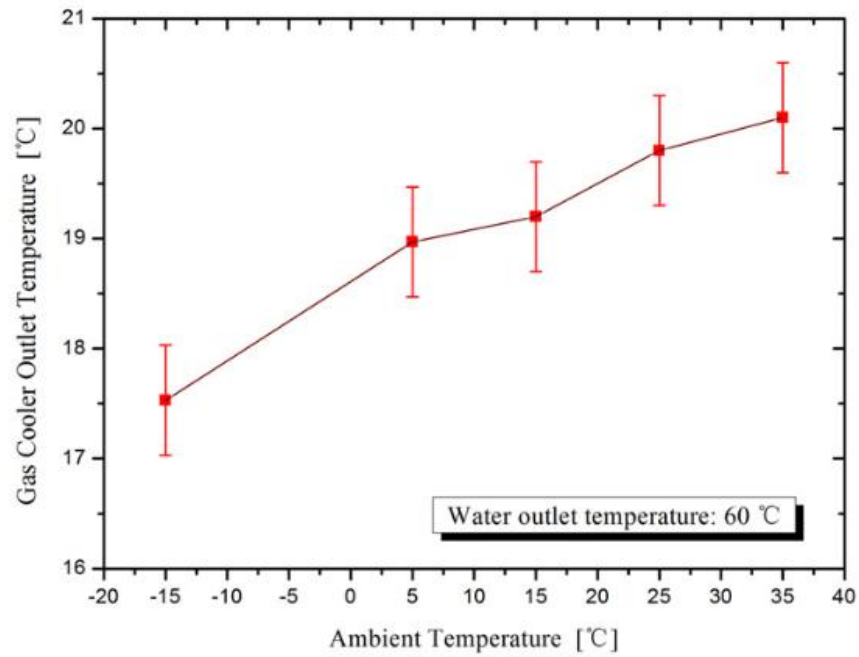 21
20
19
18
17
16
Gas Cooler Outlet Temperature [℃]
Water outlet temperature: 60 ℃
-20 -15 -10 -5 0 5 10 15 20 25 30 35 40
Ambient Temperature [℃]